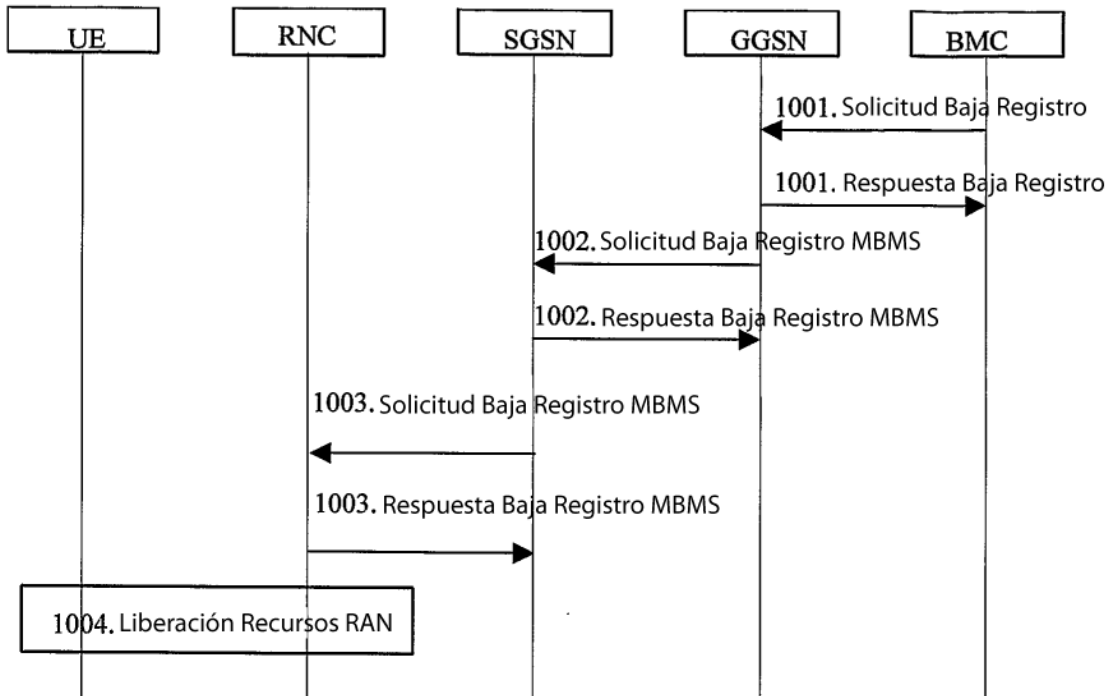 UE
RNC
SGSN
GGSN
BMC
1001. Solicitud Baja Registro
1001. Respuesta Baja Registro
1002. Solicitud Baja Registro MBMS
1002. Respuesta Baja Registro MBMS
1003. Solicitud Baja Registro MBMS
1003. Respuesta Baja Registro MBMS
1004. Liberación Recursos RAN